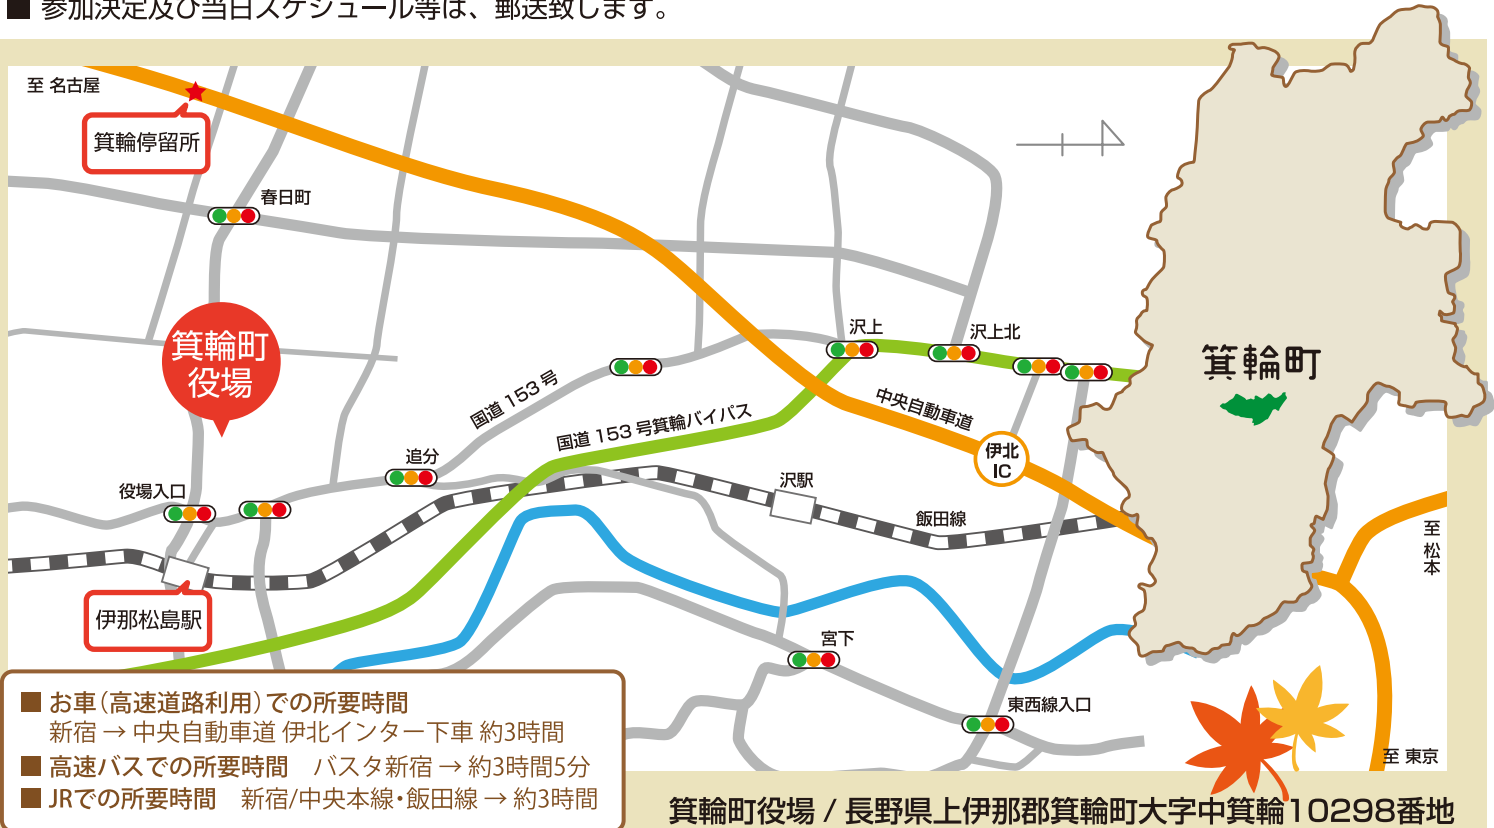 ■ 参加決定及び当日スケジュール等は、郵送致します。
至 名古屋
箕輪停留所
春日町
箕輪町
役場
国道153号
国道153号箕輪バイパス
沢上
沢上北
中央自動車道
伊北
IC
箕輪町
追分
役場入口
沢駅
飯田線
至 松本
伊那松島駅
宮下
東西線入口
至 東京
■ お車(高速道路利用)での所要時間
新宿 → 中央自動車道 伊北インター下車 約3時間
■ 高速バスでの所要時間　バスタ新宿 → 約3時間5分
■ JRでの所要時間　新宿/中央本線・飯田線 → 約3時間
箕輪町役場 / 長野県上伊那郡箕輪町大字中箕輪10298番地